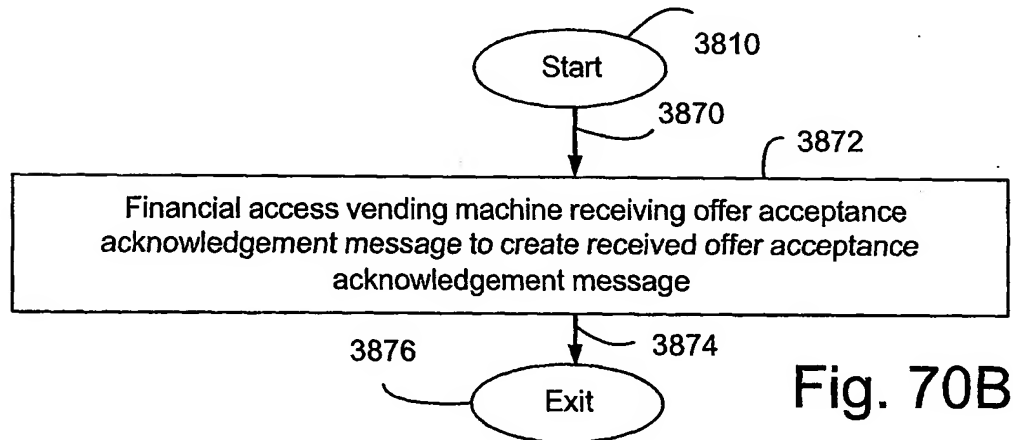 Start
3810
3870
3872
Financial access vending machine receiving offer acceptance
acknowledgement message to create received offer acceptance
acknowledgement message
3874
3876
Exit
Fig. 70B